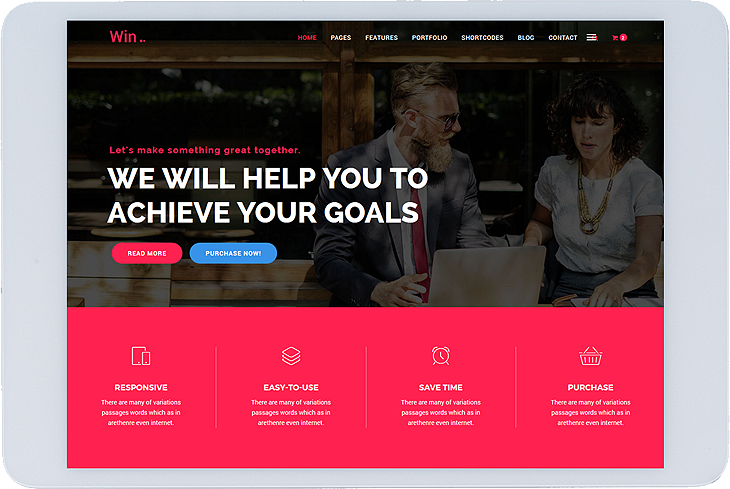 Win ..
HOME PAGES FEATURES PORTFOLIO SHORTCODES BLOG CONTACT 2
Let's make something great together.
WE WILL HELP YOU TO
ACHIEVE YOUR GOALS
READ MORE PURCHASE NOW!
RESPONSIVE
There are many of variations
passages words which as in
arethenre even internet.
EASY-TO-USE
There are many of variations
passages words which as in
arethenre even internet.
SAVE TIME
There are many of variations
passages words which as in
arethenre even internet.
PURCHASE
There are many of variations
passages words which as in
arethenre even internet.